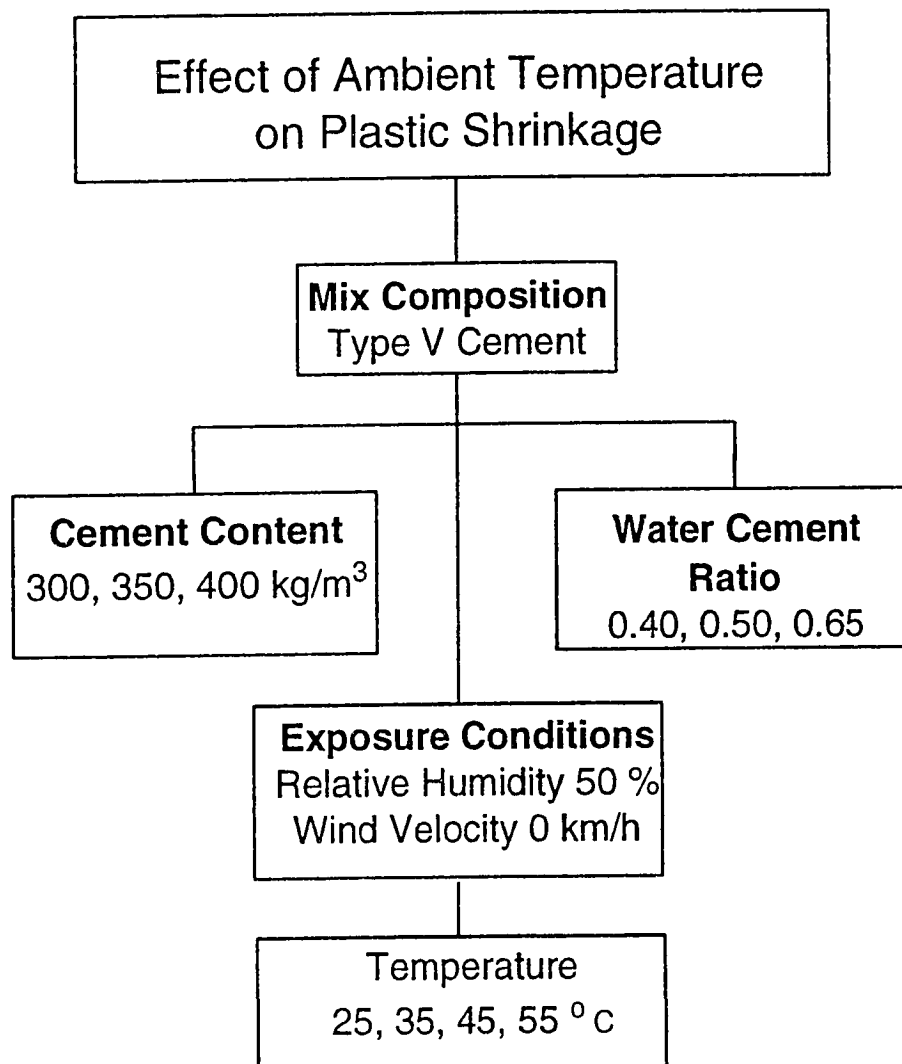 Effect of Ambient Temperature
on Plastic Shrinkage
Mix Composition
Type V Cement
Cement Content
300, 350, 400 kg/m³
Water Cement
Ratio
0.40, 0.50, 0.65
Exposure Conditions
Relative Humidity 50 %
Wind Velocity 0 km/h
Temperature
25, 35, 45, 55 ⁰ C